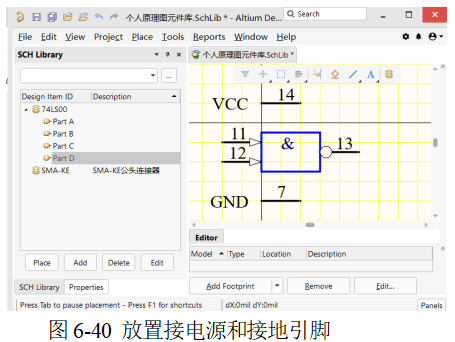 个人原理图元件库.SchLib * - Altium De... Search
File Edit View Project Place Tools Reports Window Help
SCH Library
个人原理图元件库.SchLib *
...
Design Item ID Description
74LS00
Part A
Part B
Part C
Part D
SMA-KE SMA-KE公头连接器
VCC 14
11
12
&
13
GND 7
Editor
Model Type Location Description
Place Add Delete Edit
Add Footprint Remove Edit...
SCH Library Properties
Press Tab to pause placement - Press F1 for shortcuts dX:0mil dY:0mil Panels
图 6-40 放置接电源和接地引脚